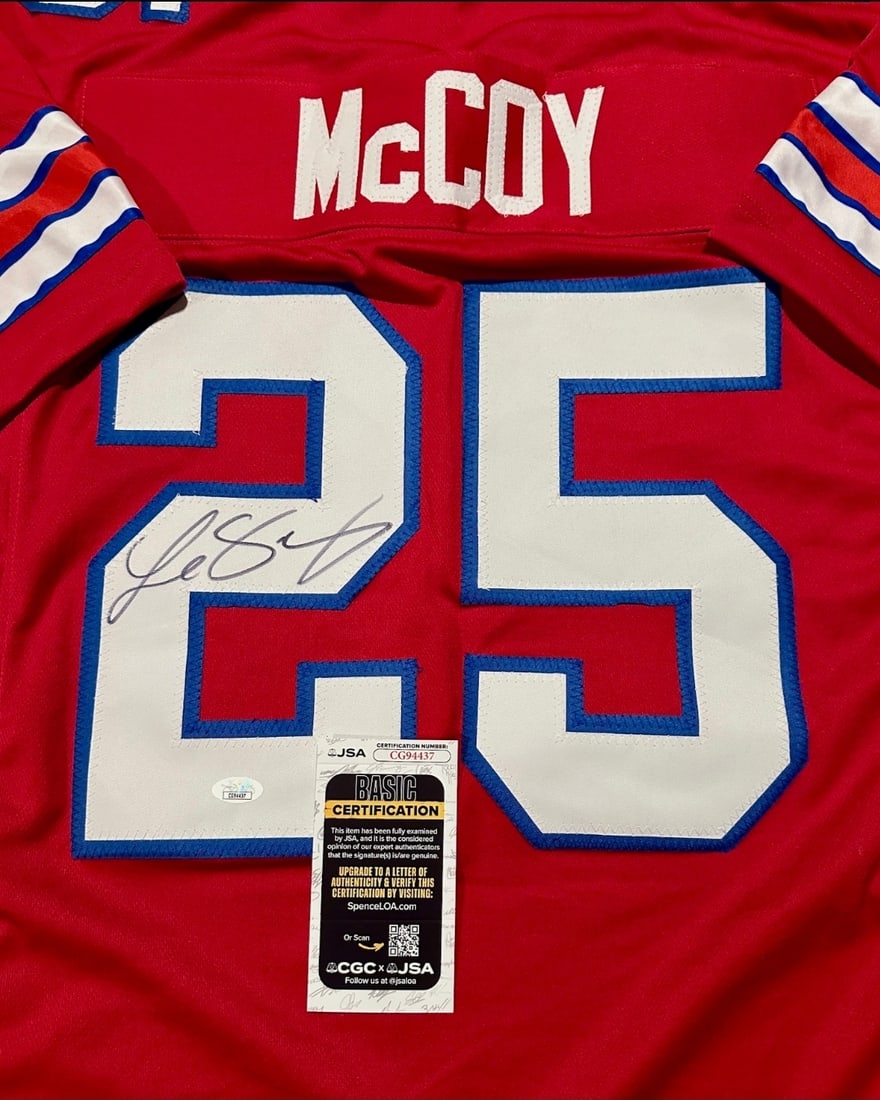 McCOY
25
LeSean
CG94437
JSA
CERTIFICATION NUMBER:
CG94437
BASIC
CERTIFICATION
This item has been fully examined
by JSA, and it is the considered
opinion of our expert authenticators
that the signature(s) is/are genuine.
UPGRADE TO A LETTER OF
AUTHENTICITY & VERIFY THIS
CERTIFICATION BY VISITING:
SpenceLOA.com
Or Scan
CGC x JSA
Follow us at @jsaloa